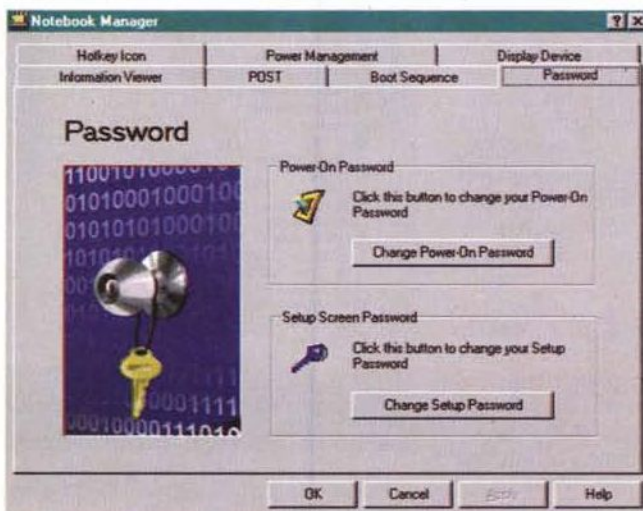 Notebook Manager
Hotkey Icon
Power Management
Display Device
Information Viewer
POST
Boot Sequence
Password
Password
Power-On Password
Click this button to change your Power-On
Password
Change Power-On Password
Setup Screen Password
Click this button to change your Setup
Password
Change Setup Password
OK
Cancel
Apply
Help